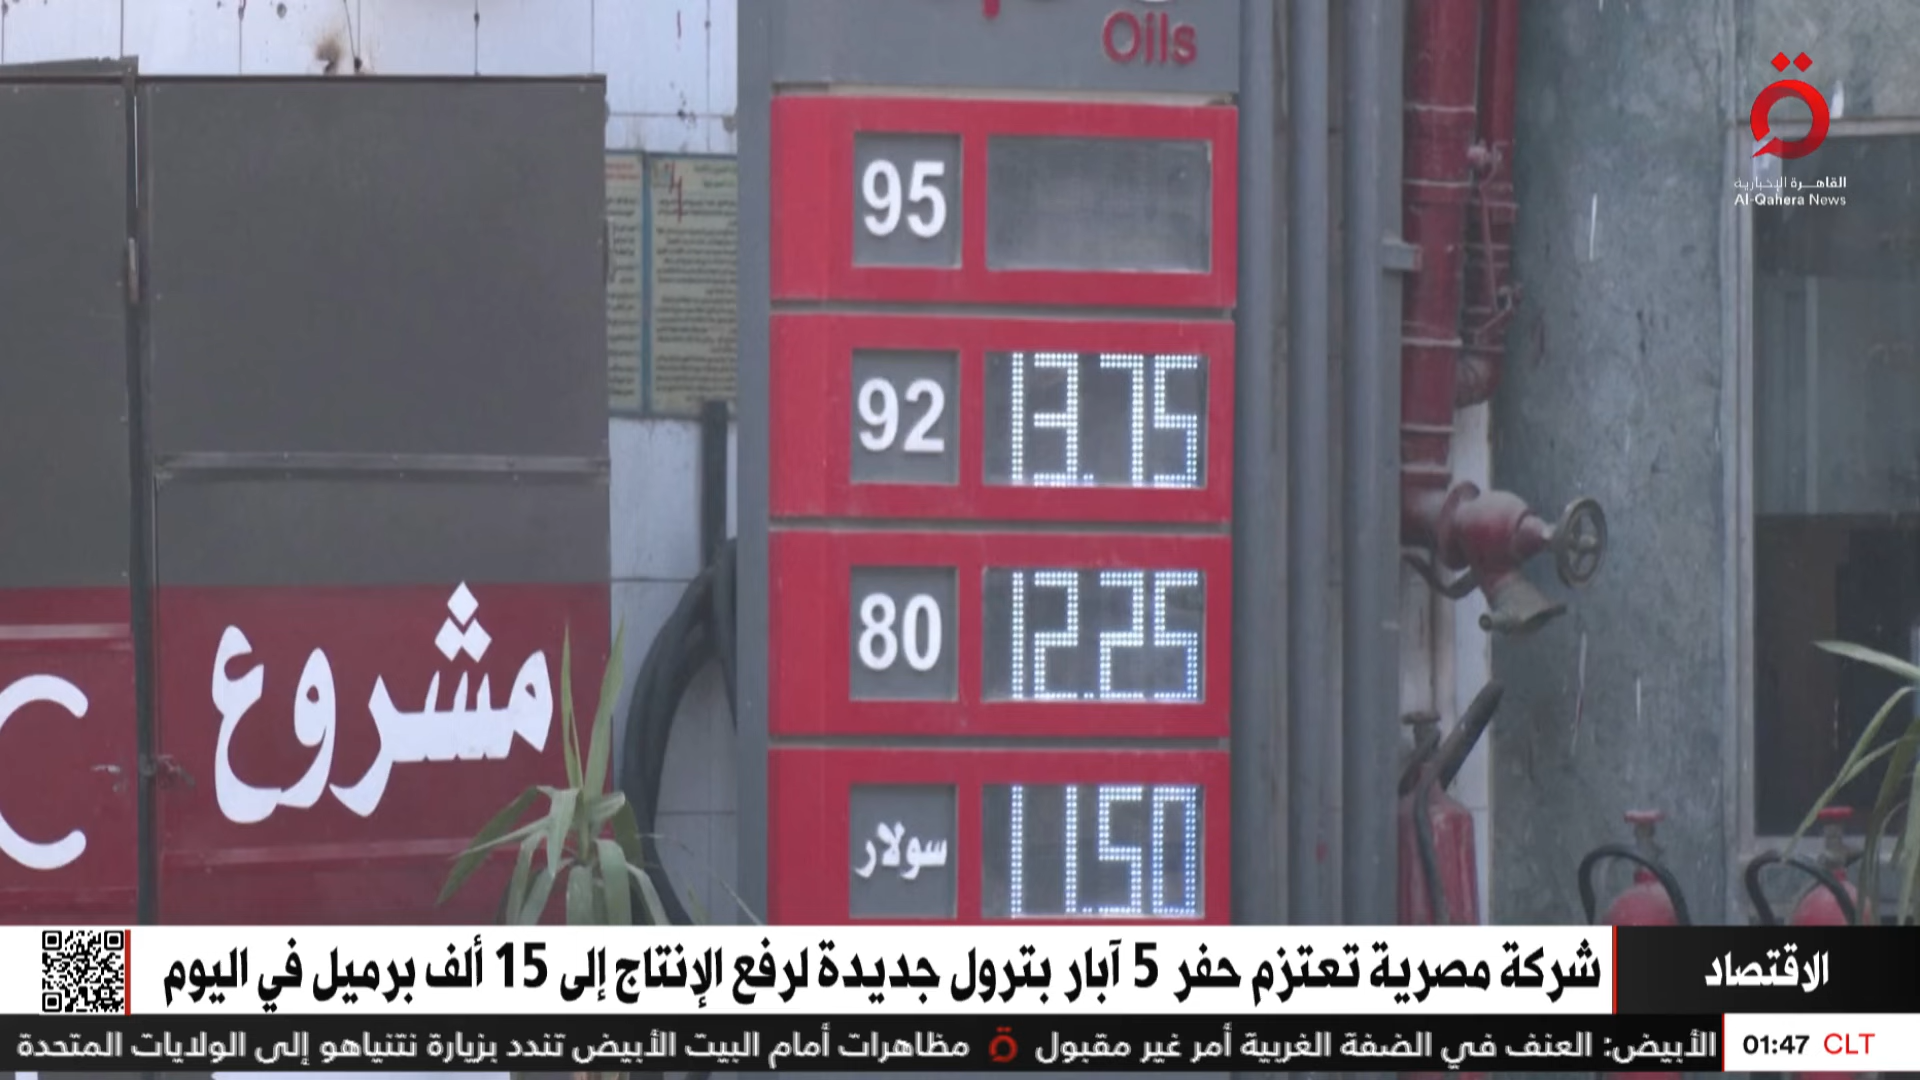 Oils
القاهرة الإخبارية
Al-Qahera News
95
92 13.75
80 12.25
سولار 11.50
مشروع
C
الاقتصاد
شركة مصرية تعتزم حفر 5 آبار بترول جديدة لرفع الإنتاج إلى 15 ألف برميل في اليوم
01:47 CLT
الأبيض: العنف في الضفة الغربية أمر غير مقبول
مظاهرات أمام البيت الأبيض تندد بزيارة نتنياهو إلى الولايات المتحدة